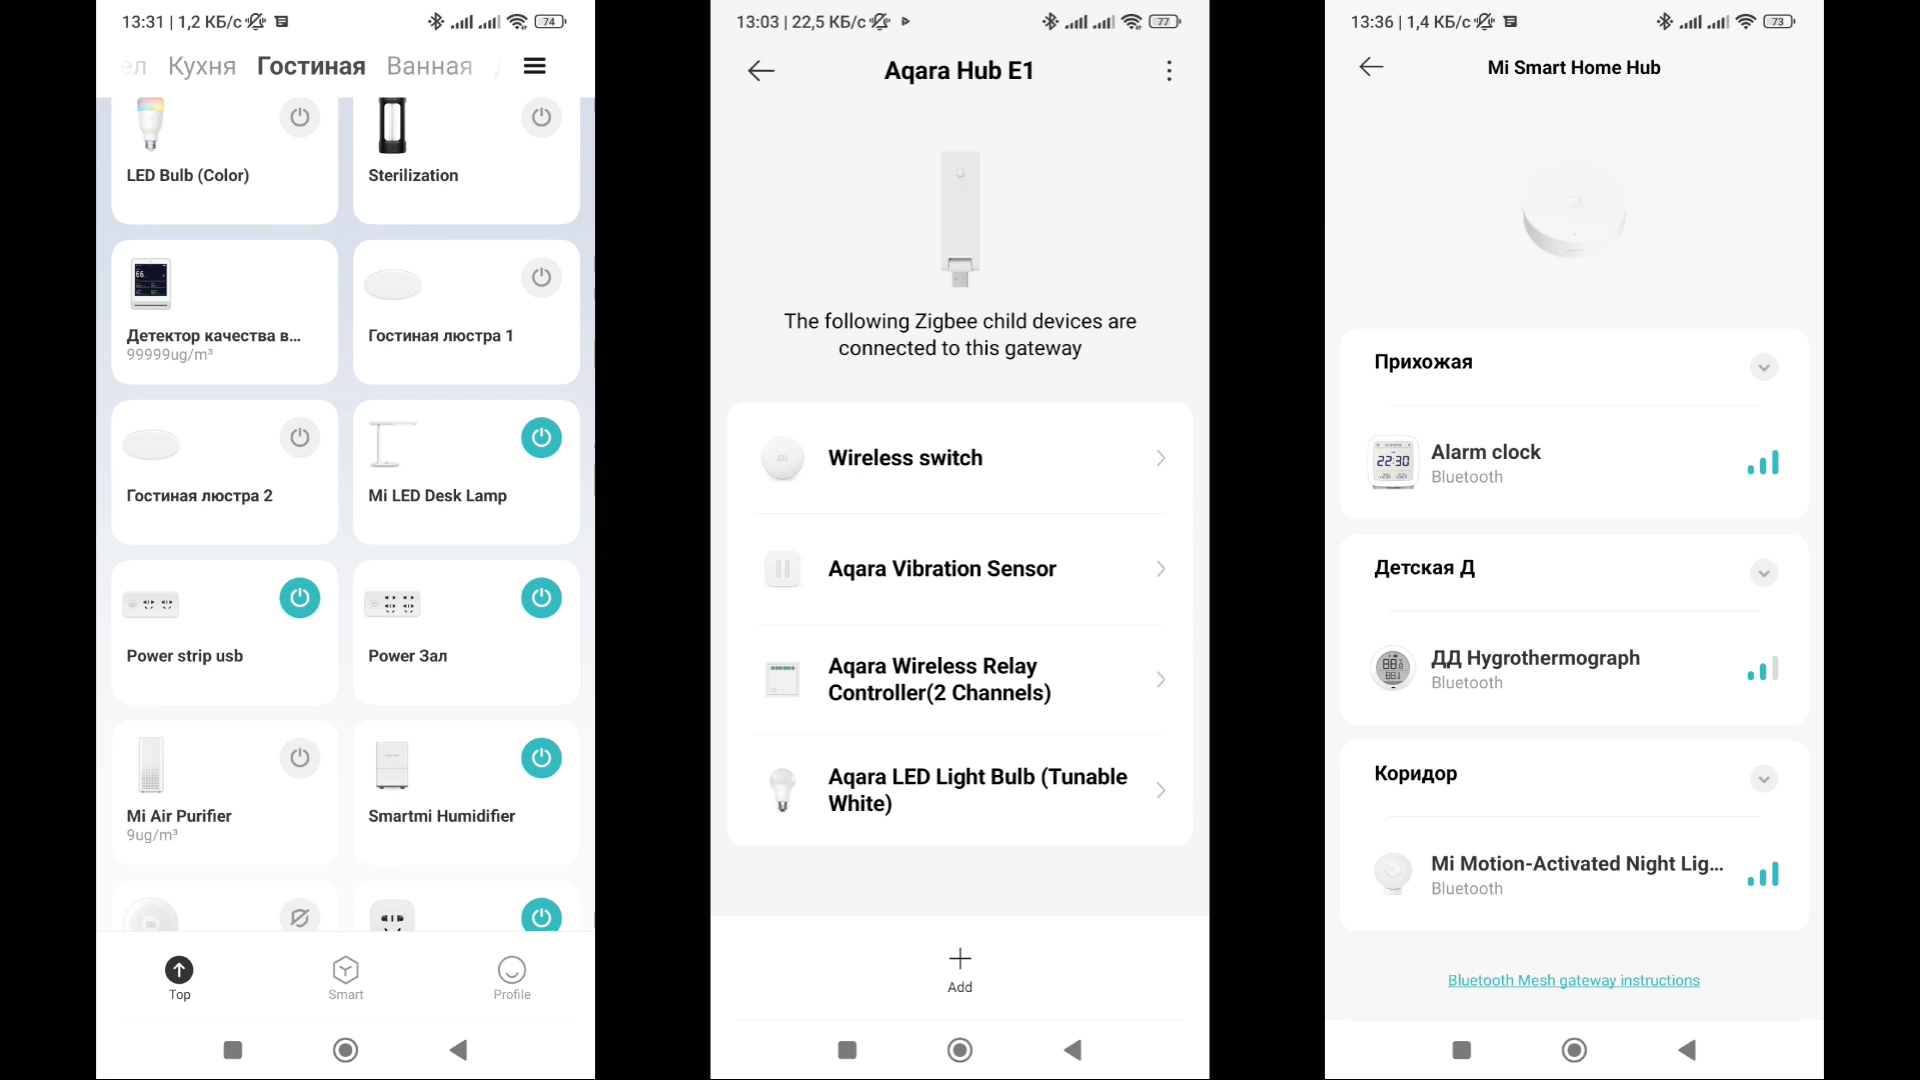 13:31 | 1,2 КБ/с
74
ел Кухня Гостиная Ванная
LED Bulb (Color)
Sterilization
Детектор качества в...
99999ug/m³
Гостиная люстра 1
Гостиная люстра 2
Mi LED Desk Lamp
Power strip usb
Power Зал
Mi Air Purifier
9ug/m³
Smartmi Humidifier
Top
Smart
Profile
13:03 | 22,5 КБ/с
77
Aqara Hub E1
The following Zigbee child devices are
connected to this gateway
Wireless switch
Aqara Vibration Sensor
Aqara Wireless Relay
Controller(2 Channels)
Aqara LED Light Bulb (Tunable
White)
Add
13:36 | 1,4 КБ/с
73
Mi Smart Home Hub
Прихожая
22:30
Alarm clock
Bluetooth
Детская Д
ДД Hygrothermograph
Bluetooth
Коридор
Mi Motion-Activated Night Lig...
Bluetooth
Bluetooth Mesh gateway instructions